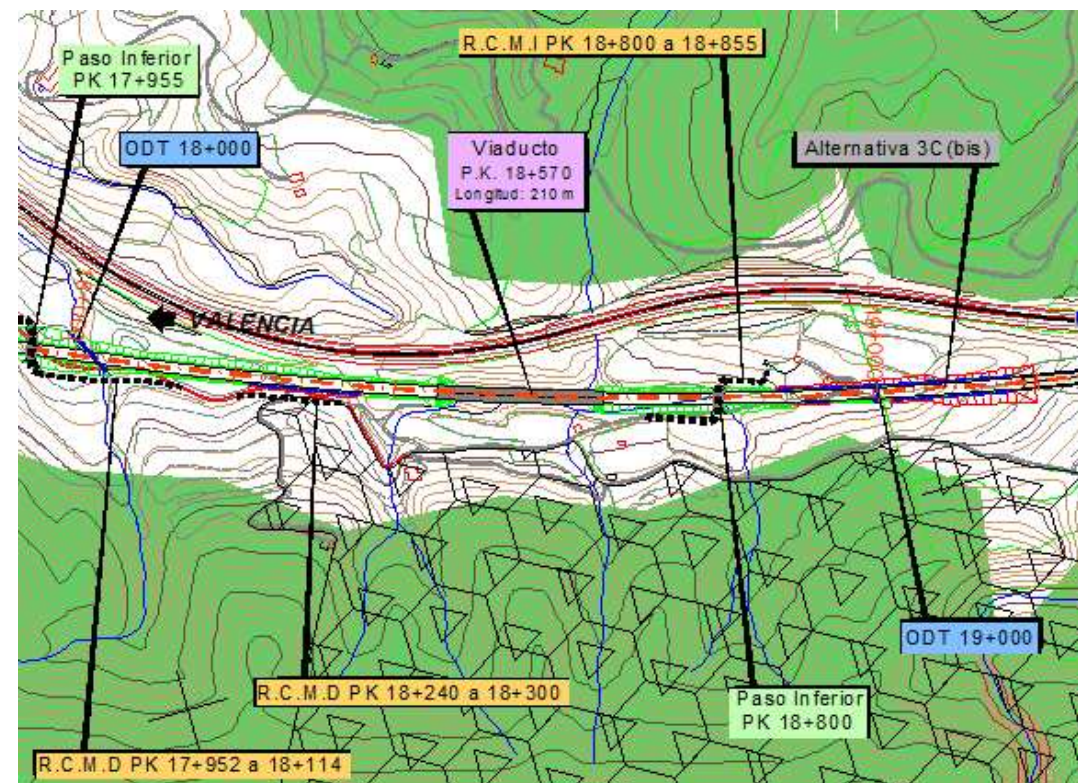 R.C.M.I PK 18+800 a 18+855
Paso Inferior
PK 17+955
ODT 18+000
Viaducto
P.K. 18+570
Longitud: 210 m
Alternativa 3C (bis)
VALENCIA
ODT 19+000
R.C.M.D PK 18+240 a 18+300
Paso Inferior
PK 18+800
R.C.M.D PK 17+952 a 18+114